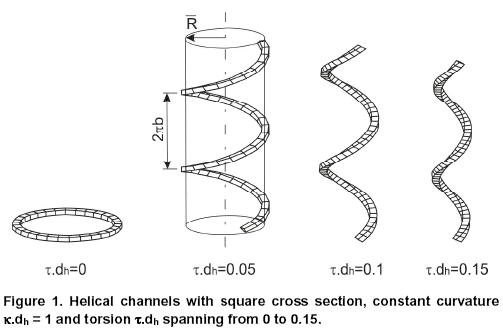 R
2πb
τ.dh=0
τ.dh=0.05
τ.dh=0.1
τ.dh=0.15
Figure 1. Helical channels with square cross section, constant curvature
κ.dh = 1 and torsion τ.dh spanning from 0 to 0.15.